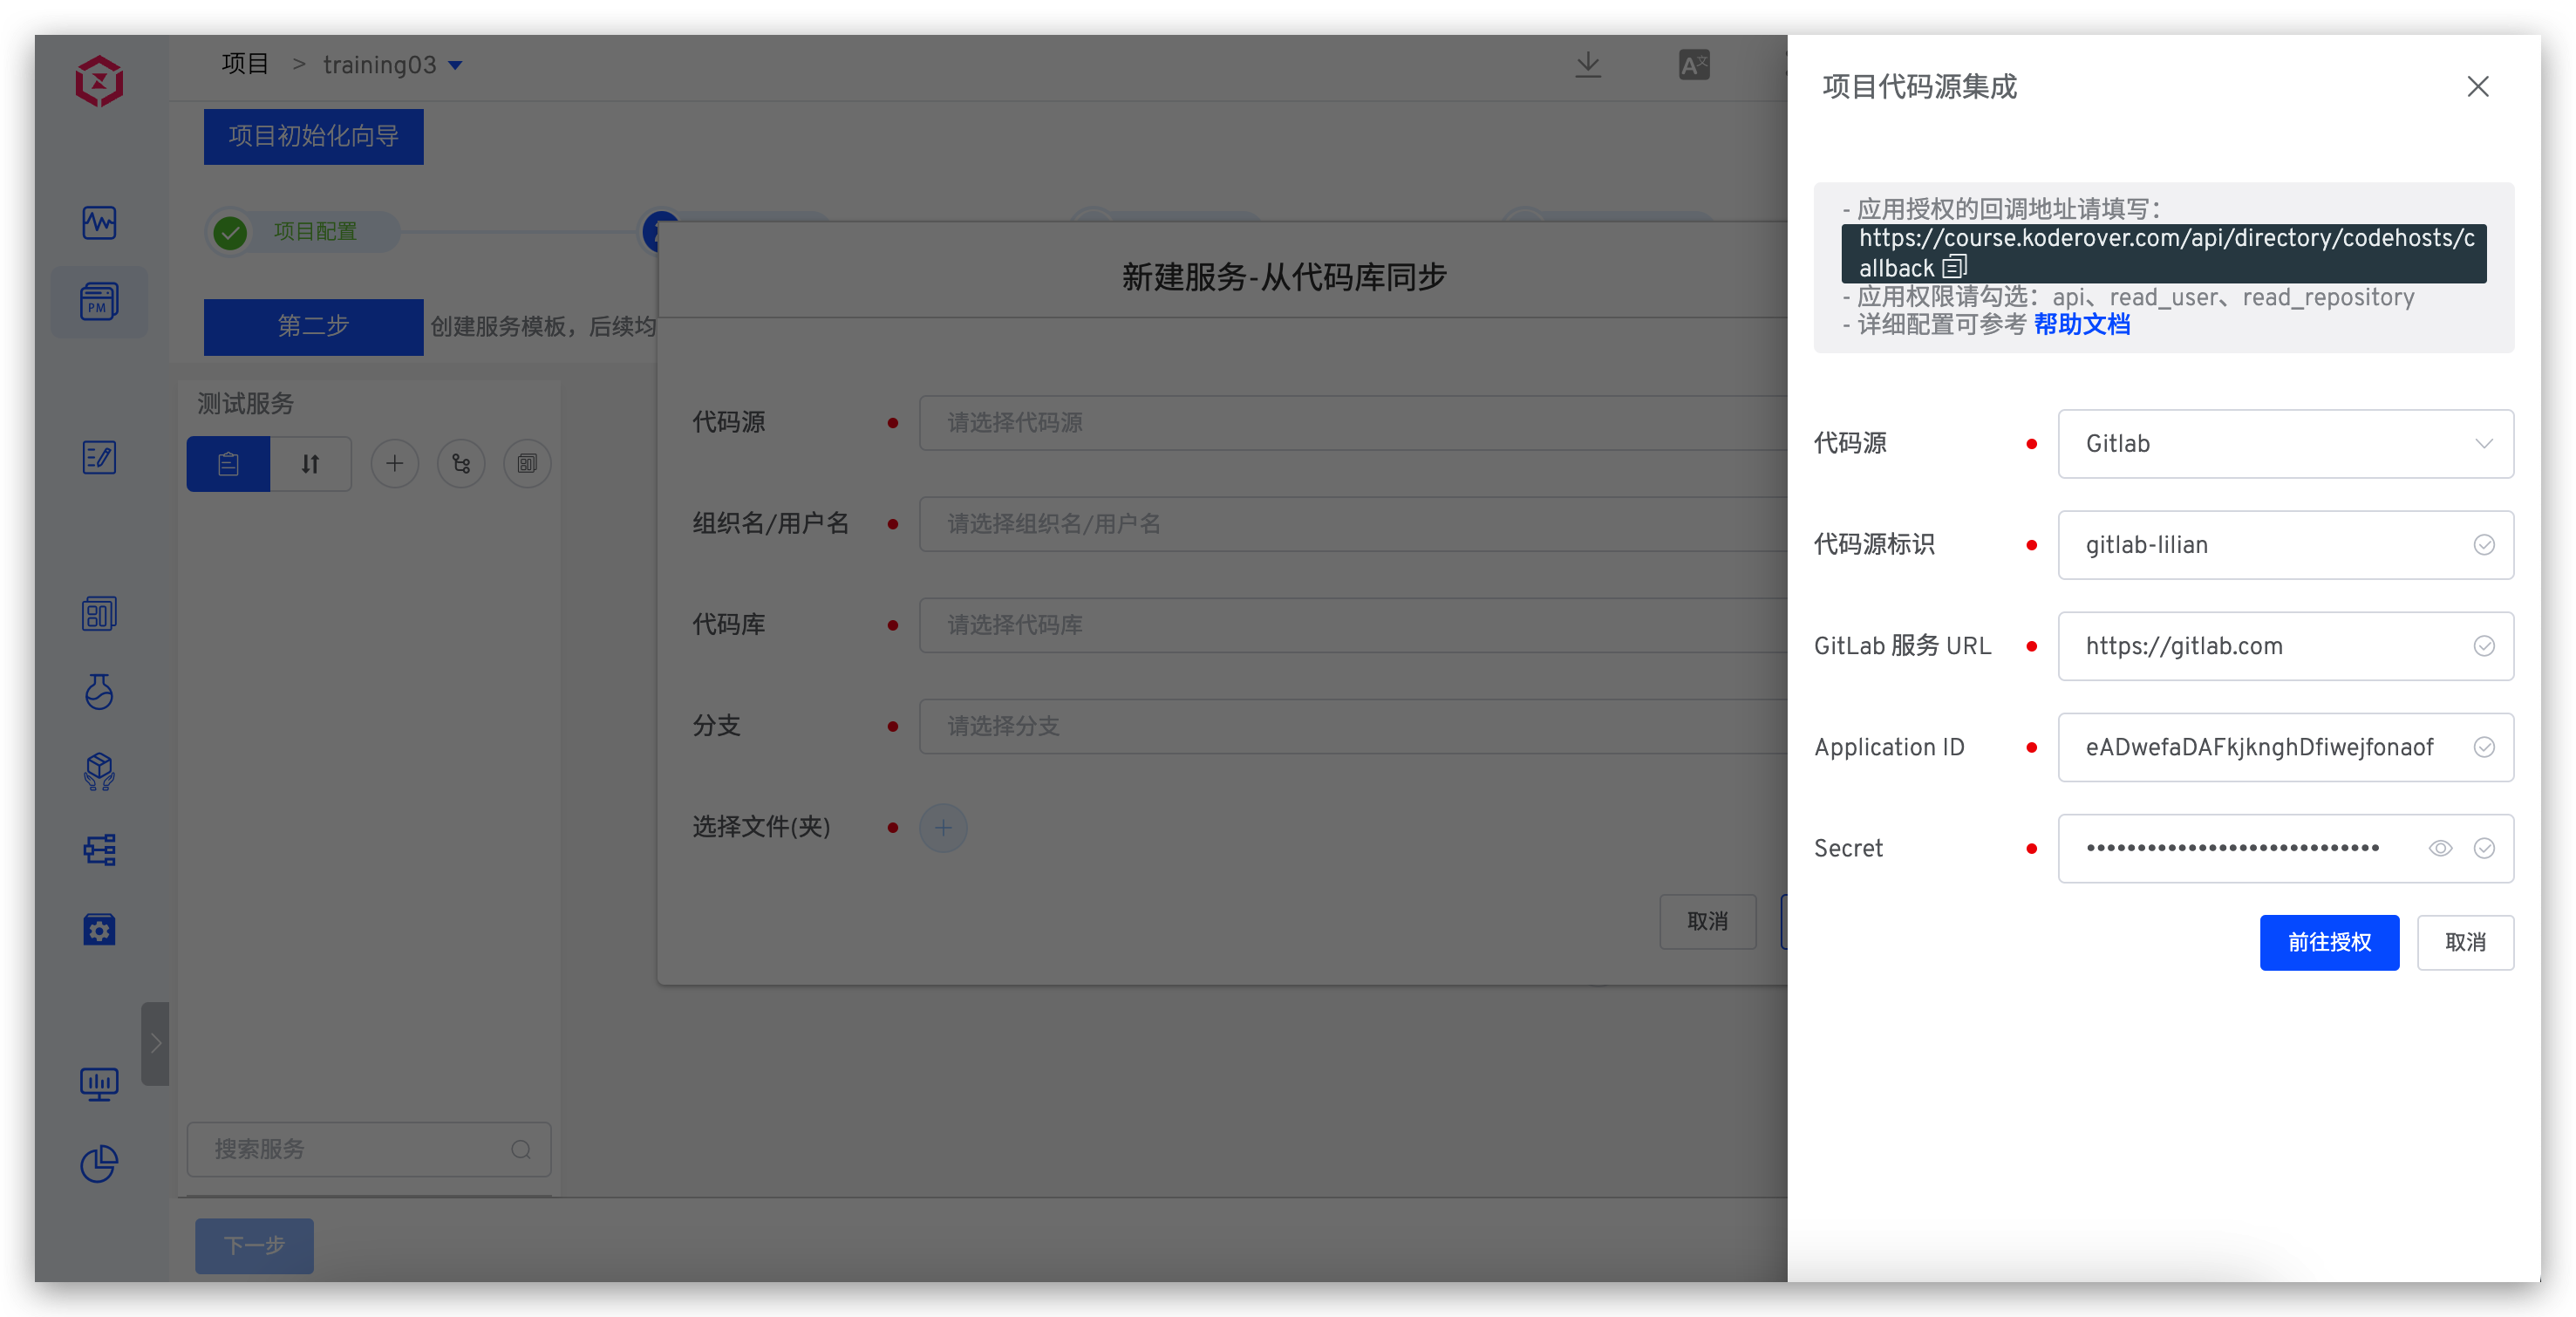 项目 > training03
项目初始化向导
项目配置
第二步 创建服务模板，后续均
PM
测试服务
搜索服务
下一步
新建服务-从代码库同步
代码源 请选择代码源
组织名/用户名 请选择组织名/用户名
代码库 请选择代码库
分支 请选择分支
选择文件(夹)
取消
项目代码源集成
- 应用授权的回调地址请填写：
https://course.koderover.com/api/directory/codehosts/c
allback
- 应用权限请勾选：api、read_user、read_repository
- 详细配置可参考 帮助文档
代码源 Gitlab
代码源标识 gitlab-lilian
GitLab 服务 URL https://gitlab.com
Application ID eADwefaDAFkjknghDfiwejfonaof
Secret ••••••••••••••••••••••••••••
前往授权 取消